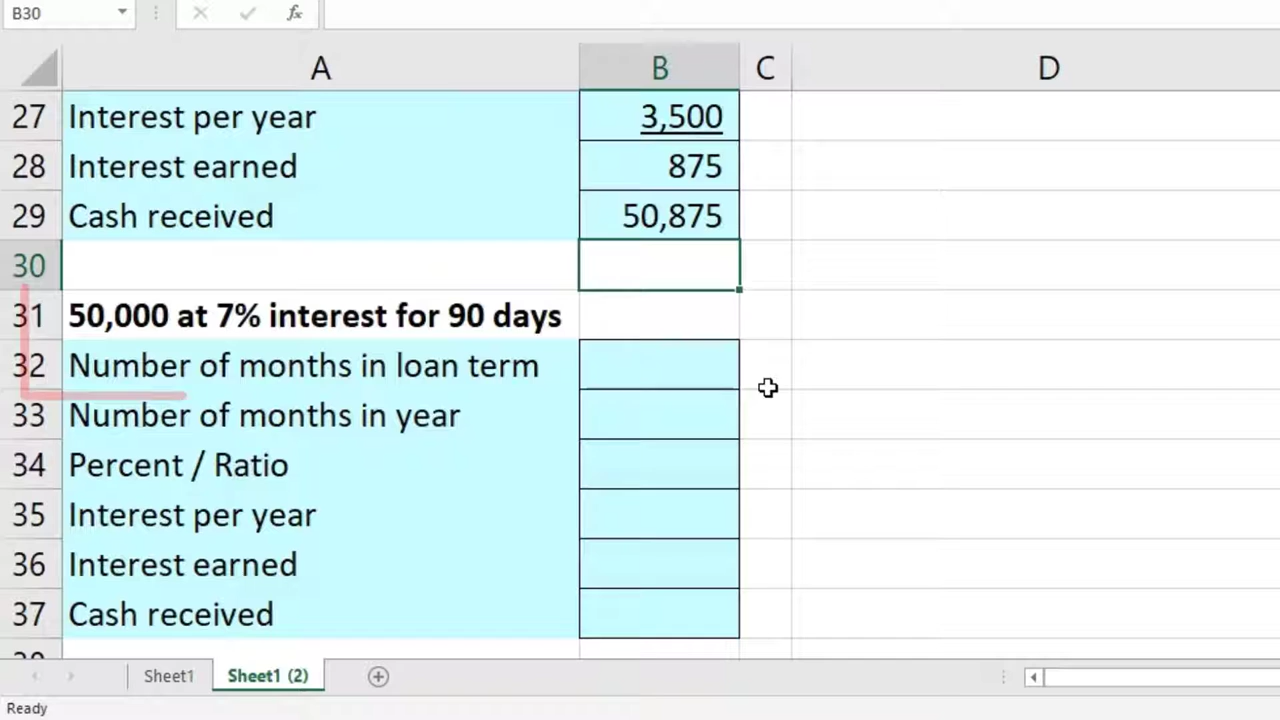 B30 fx
A B C D
27 Interest per year 3,500
28 Interest earned 875
29 Cash received 50,875
30
31 50,000 at 7% interest for 90 days
32 Number of months in loan term
33 Number of months in year
34 Percent / Ratio
35 Interest per year
36 Interest earned
37 Cash received
Sheet1 Sheet1 (2)
Ready